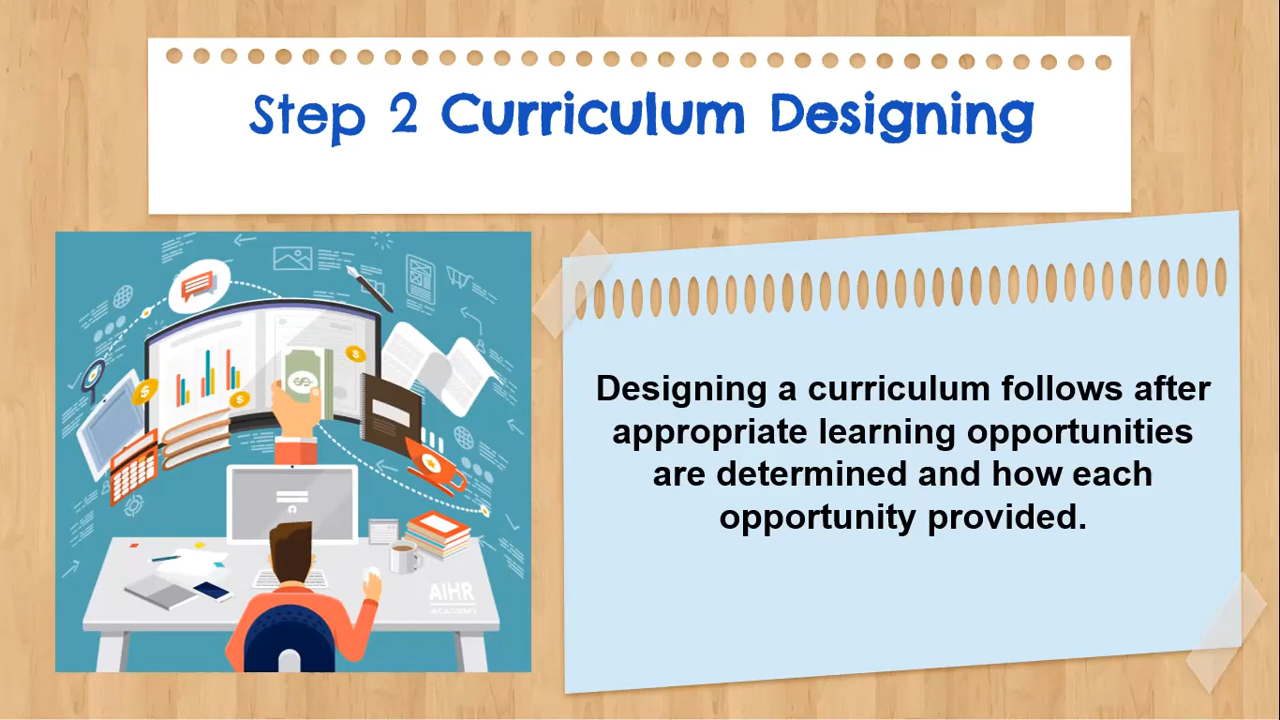 Step 2 Curriculum Designing
Designing a curriculum follows after
appropriate learning opportunities
are determined and how each
opportunity provided.
AIHR
ACADEMY